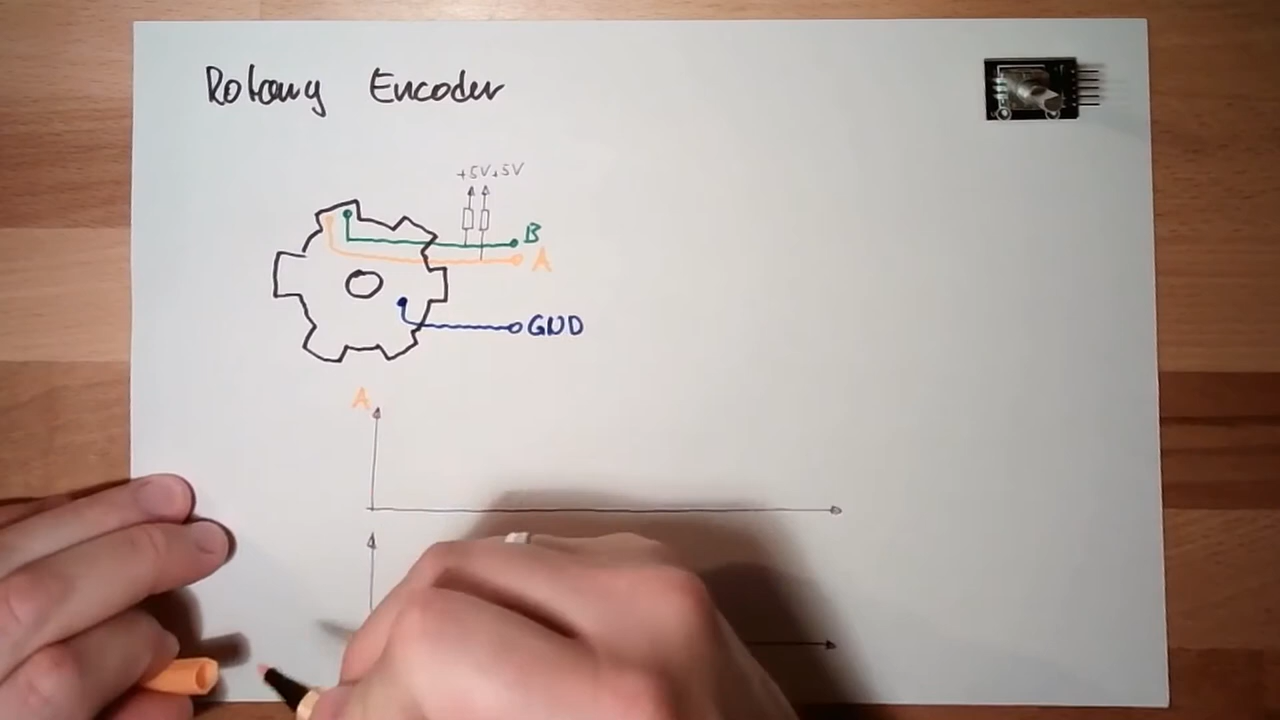 Rotary Encoder
+5V +5V
B
A
GND
A